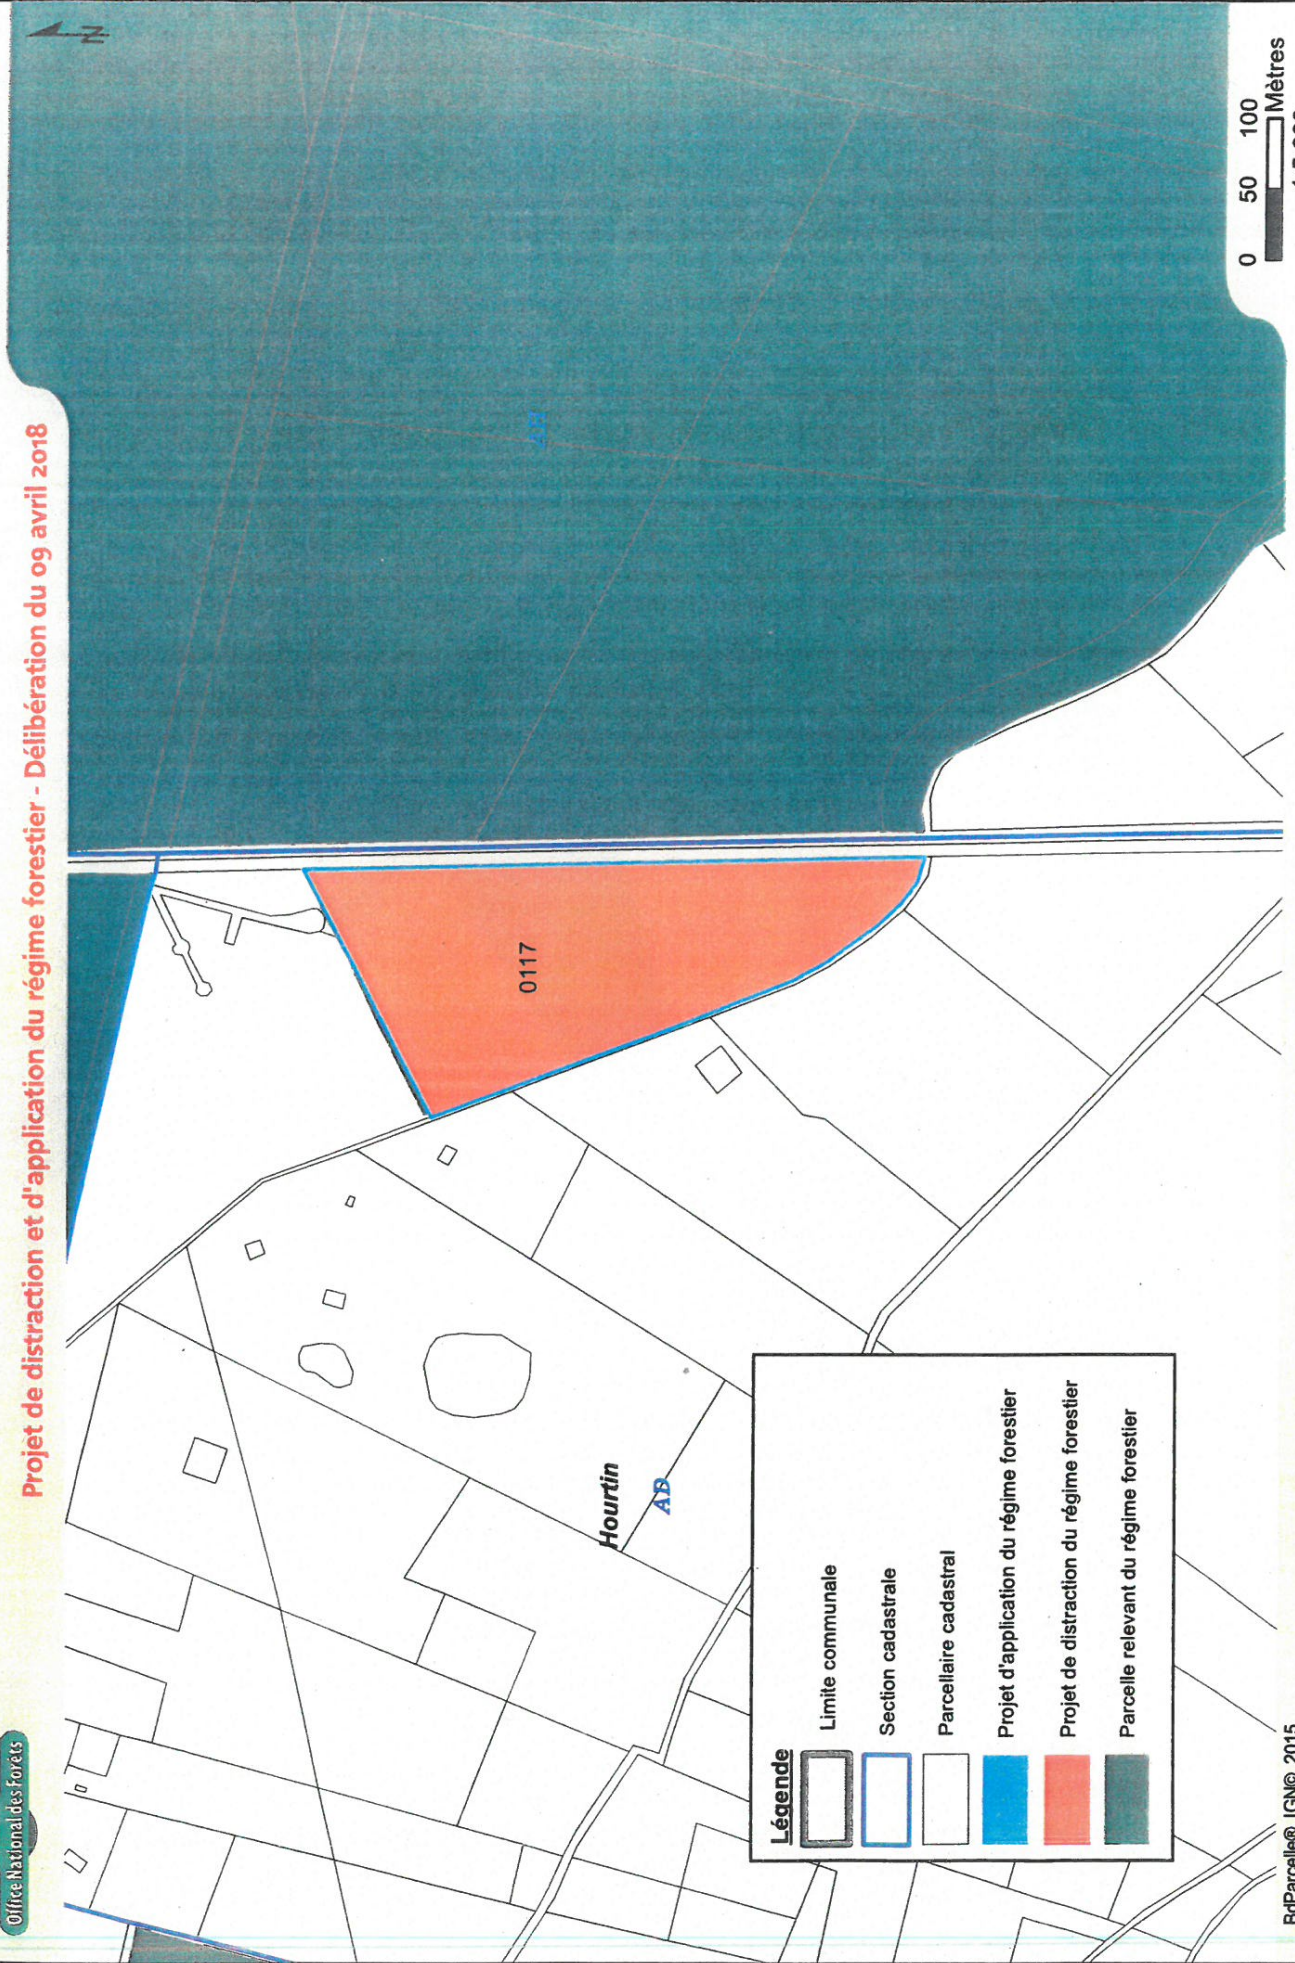 Office National des Forêts
Projet de distraction et d'application du régime forestier - Délibération du 09 avril 2018
N
AH
0117
Hourtin
AD
Légende
Limite communale
Section cadastrale
Parcellaire cadastral
Projet d'application du régime forestier
Projet de distraction du régime forestier
Parcelle relevant du régime forestier
BdParcelle® IGN© 2015
0 50 100
Mètres